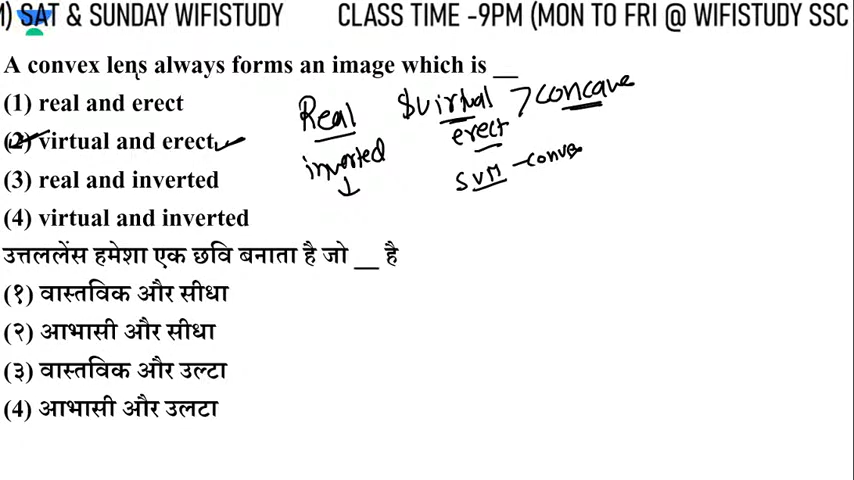 ) SAT & SUNDAY WIFISTUDY CLASS TIME -9PM (MON TO FRI @ WIFISTUDY SSC
A convex lens always forms an image which is __
(1) real and erect
(2) virtual and erect
(3) real and inverted
(4) virtual and inverted
Real
inverted
virtual
erect
concave
SVM - conve
उत्तललेंस हमेशा एक छवि बनाता है जो __ है
(१) वास्तविक और सीधा
(२) आभासी और सीधा
(३) वास्तविक और उल्टा
(4) आभासी और उलटा